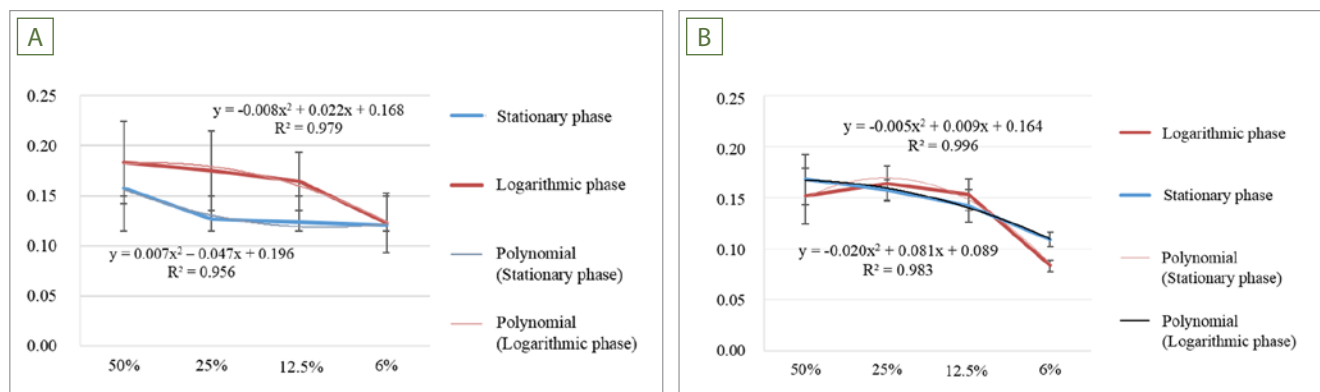 A
0.25
0.20
0.15
0.10
0.05
0.00
50%
25%
12.5%
6%
y = -0.008x² + 0.022x + 0.168
R² = 0.979
y = 0.007x² – 0.047x + 0.196
R² = 0.956
Stationary phase
Logarithmic phase
Polynomial
(Stationary phase)
Polynomial
(Logarithmic phase)
B
0.25
0.20
0.15
0.10
0.05
0.00
50%
25%
12.5%
6%
y = -0.005x² + 0.009x + 0.164
R² = 0.996
y = -0.020x² + 0.081x + 0.089
R² = 0.983
Logarithmic phase
Stationary phase
Polynomial
(Stationary phase)
Polynomial
(Logarithmic phase)